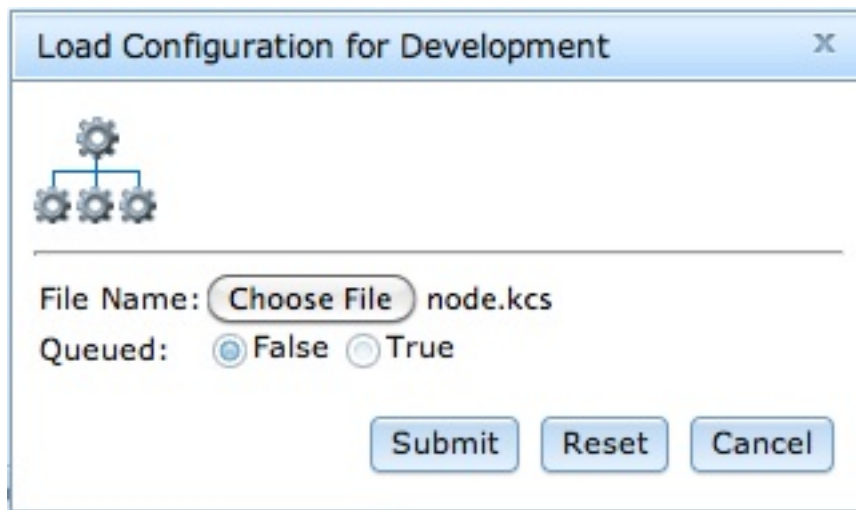 Load Configuration for Development x
File Name: Choose File node.kcs
Queued: False True
Submit Reset Cancel